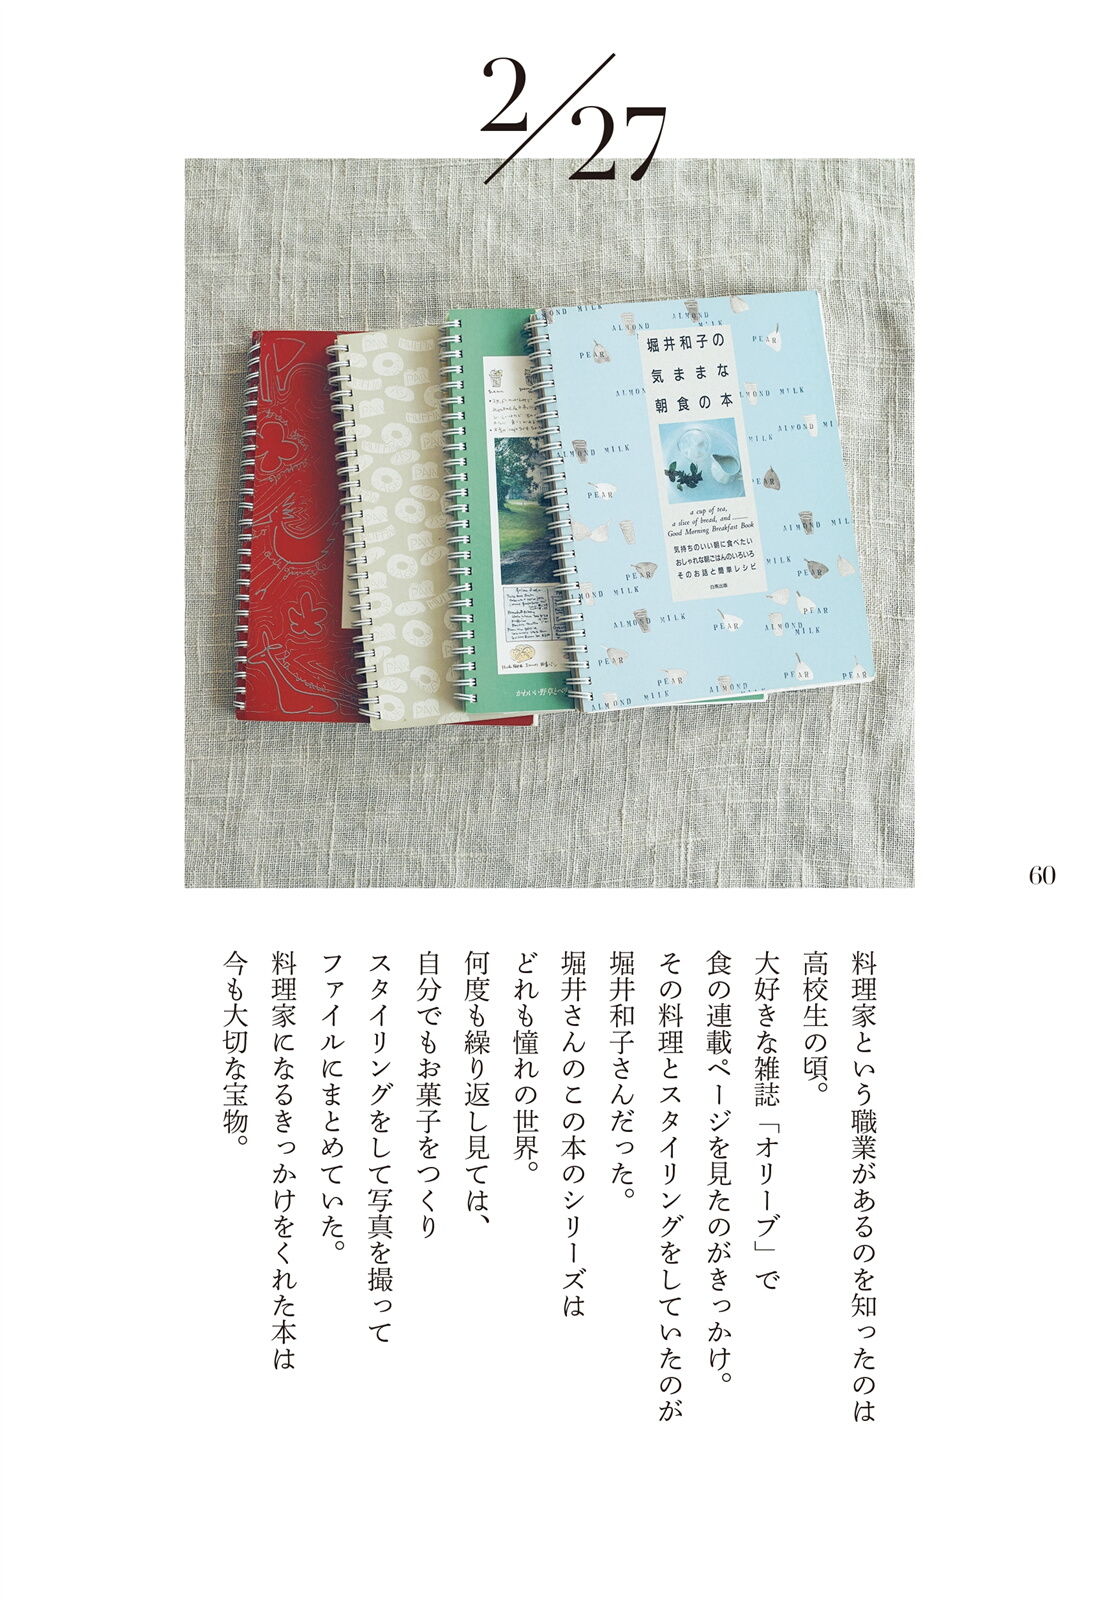 2/27
堀井和子の
気ままな
朝食の本
a cup of tea,
a slice of bread, and
Good Morning Breakfast Book
気持ちのいい朝に食べたい
おしゃれな朝ごはんのいろいろ
そのお話と簡単レシピ
白馬出版
ALMOND MILK
PEAR
60
料理家という職業があるのを知ったのは
高校生の頃。
大好きな雑誌「オリーブ」で
食の連載ページを見たのがきっかけ。
その料理とスタイリングをしていたのが
堀井和子さんだった。
堀井さんのこの本のシリーズは
どれも憧れの世界。
何度も繰り返し見ては、
自分でもお菓子をつくり
スタイリングをして写真を撮って
ファイルにまとめていた。
料理家になるきっかけをくれた本は
今も大切な宝物。